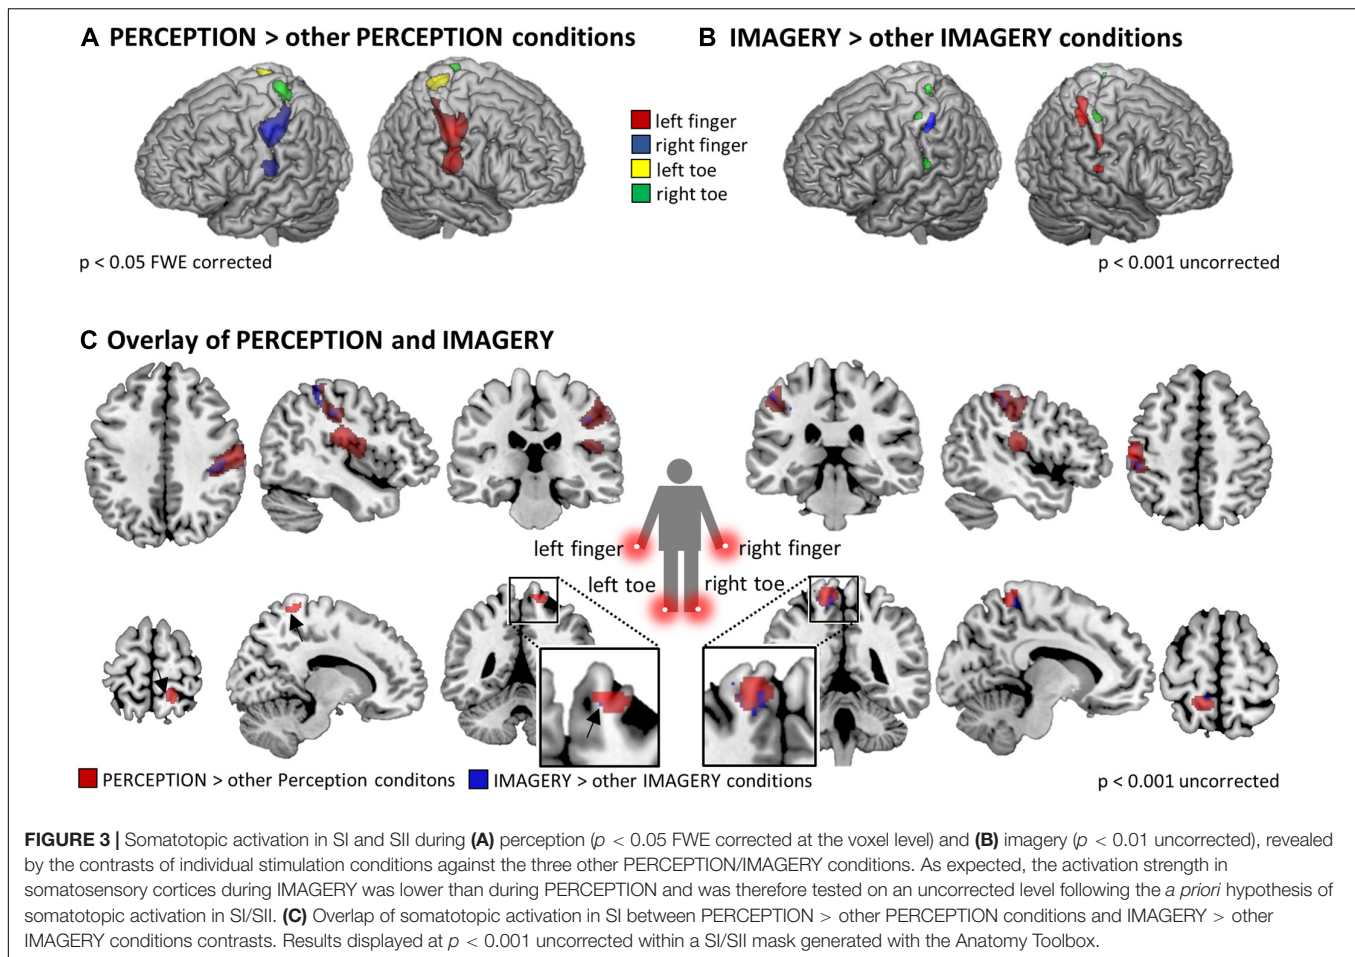 A PERCEPTION > other PERCEPTION conditions
B IMAGERY > other IMAGERY conditions
left finger
right finger
left toe
right toe
p < 0.05 FWE corrected
p < 0.001 uncorrected
C Overlay of PERCEPTION and IMAGERY
left finger
right finger
left toe
right toe
PERCEPTION > other Perception conditons
IMAGERY > other IMAGERY conditions
p < 0.001 uncorrected
FIGURE 3 | Somatotopic activation in SI and SII during (A) perception (p < 0.05 FWE corrected at the voxel level) and (B) imagery (p < 0.01 uncorrected), revealed
by the contrasts of individual stimulation conditions against the three other PERCEPTION/IMAGERY conditions. As expected, the activation strength in
somatosensory cortices during IMAGERY was lower than during PERCEPTION and was therefore tested on an uncorrected level following the a priori hypothesis of
somatotopic activation in SI/SII. (C) Overlap of somatotopic activation in SI between PERCEPTION > other PERCEPTION conditions and IMAGERY > other
IMAGERY conditions contrasts. Results displayed at p < 0.001 uncorrected within a SI/SII mask generated with the Anatomy Toolbox.